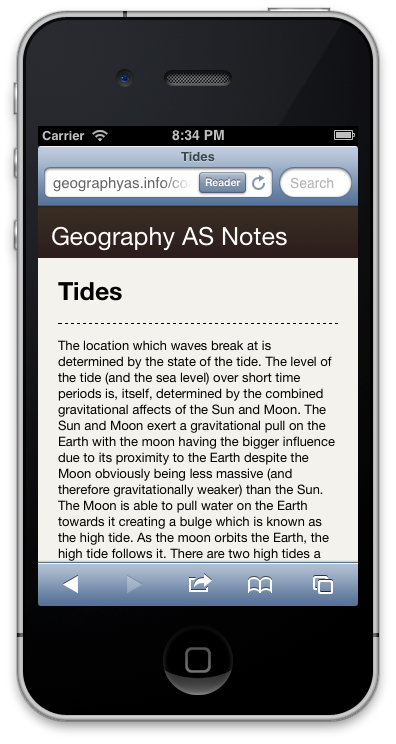 Carrier 8:34 PM
Tides
geographyas.info/co Reader Search
Geography AS Notes
Tides
The location which waves break at is
determined by the state of the tide. The level of
the tide (and the sea level) over short time
periods is, itself, determined by the combined
gravitational affects of the Sun and Moon. The
Sun and Moon exert a gravitational pull on the
Earth with the moon having the bigger influence
due to its proximity to the Earth despite the
Moon obviously being less massive (and
therefore gravitationally weaker) than the Sun.
The Moon is able to pull water on the Earth
towards it creating a bulge which is known as
the high tide. As the moon orbits the Earth, the
high tide follows it. There are two high tides a